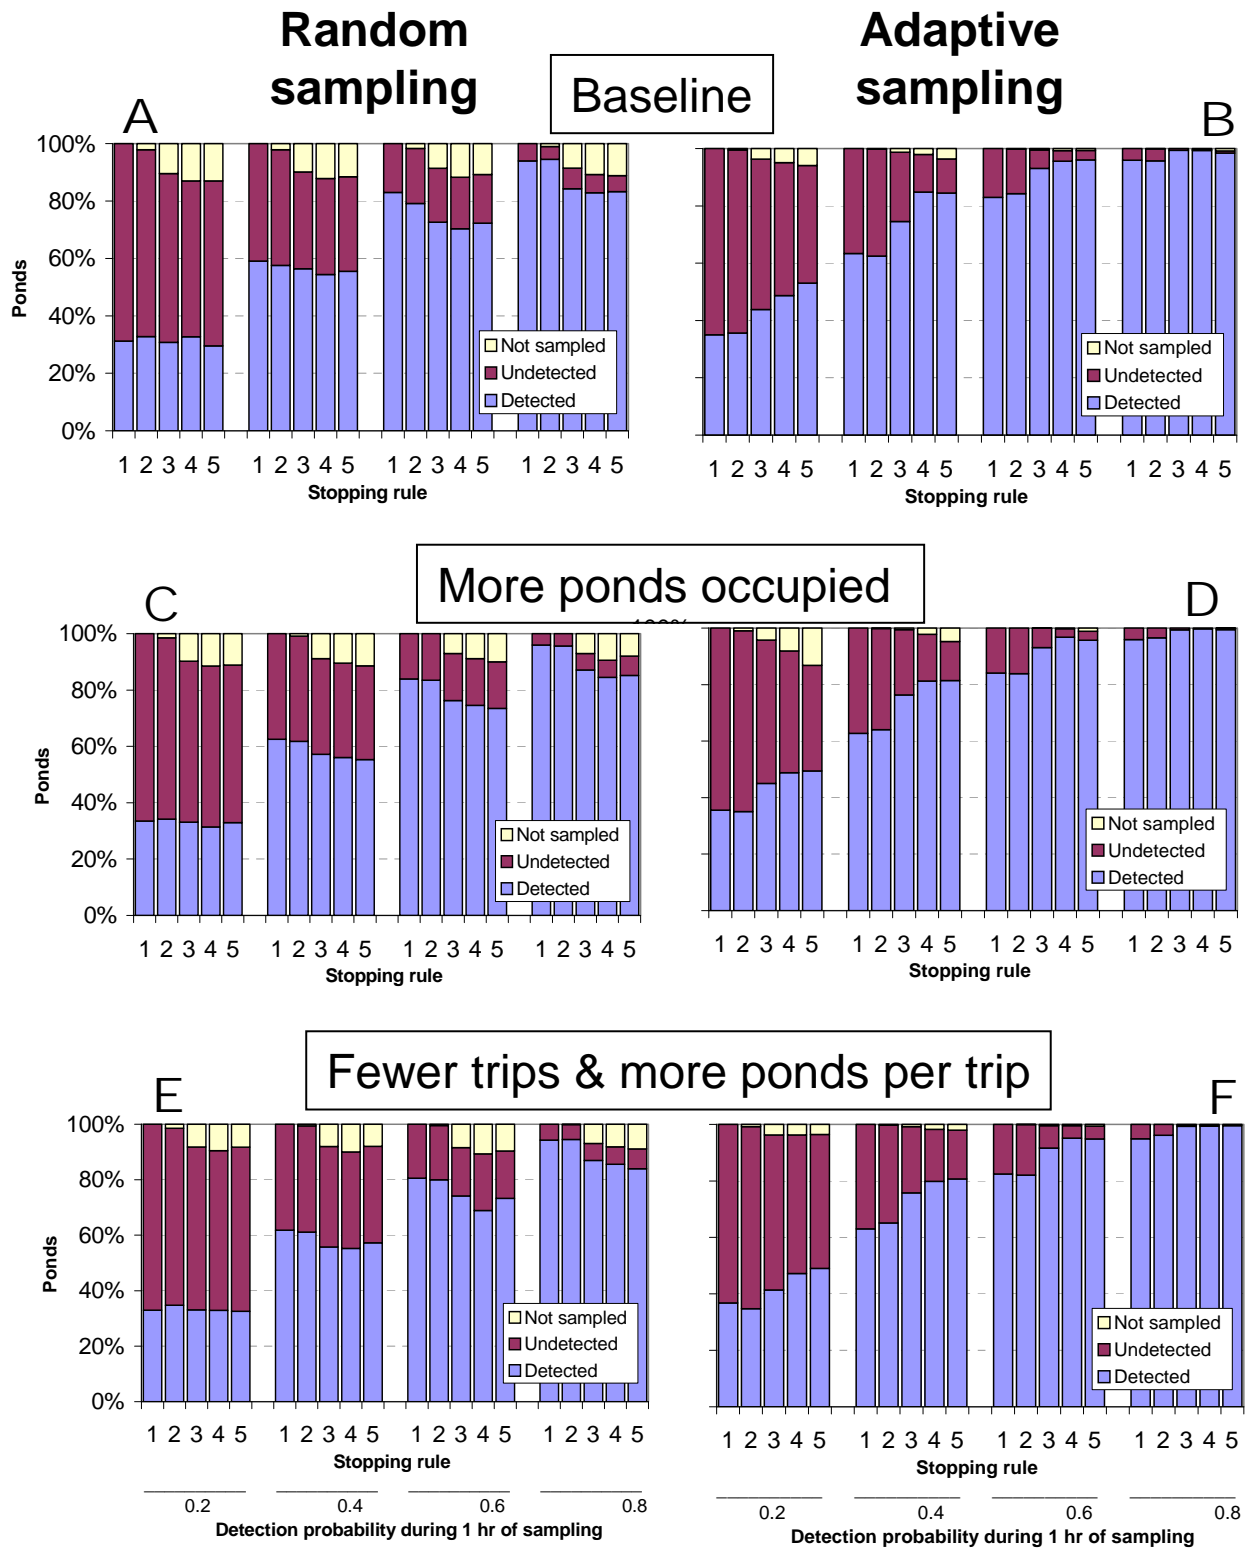 Random
sampling
Adaptive
sampling
Baseline
A
B
100%
80%
60%
40%
20%
0%
Ponds
Not sampled
Undetected
Detected
1 2 3 4 5 1 2 3 4 5 1 2 3 4 5 1 2 3 4 5
Stopping rule
Not sampled
Undetected
Detected
1 2 3 4 5 1 2 3 4 5 1 2 3 4 5 1 2 3 4 5
Stopping rule
More ponds occupied
C
D
100%
80%
60%
40%
20%
0%
Ponds
Not sampled
Undetected
Detected
1 2 3 4 5 1 2 3 4 5 1 2 3 4 5 1 2 3 4 5
Stopping rule
Not sampled
Undetected
Detected
1 2 3 4 5 1 2 3 4 5 1 2 3 4 5 1 2 3 4 5
Stopping rule
Fewer trips & more ponds per trip
E
F
100%
80%
60%
40%
20%
0%
Ponds
Not sampled
Undetected
Detected
1 2 3 4 5 1 2 3 4 5 1 2 3 4 5 1 2 3 4 5
Stopping rule
0.2 0.4 0.6 0.8
Detection probability during 1 hr of sampling
Not sampled
Undetected
Detected
1 2 3 4 5 1 2 3 4 5 1 2 3 4 5 1 2 3 4 5
Stopping rule
0.2 0.4 0.6 0.8
Detection probability during 1 hr of sampling